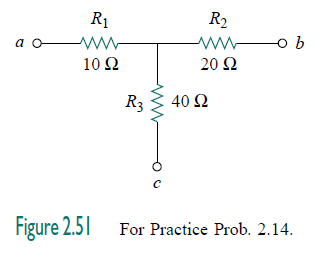 R1 R2
a b
10 Ω 20 Ω
R3 40 Ω
c
Figure 2.51 For Practice Prob. 2.14.